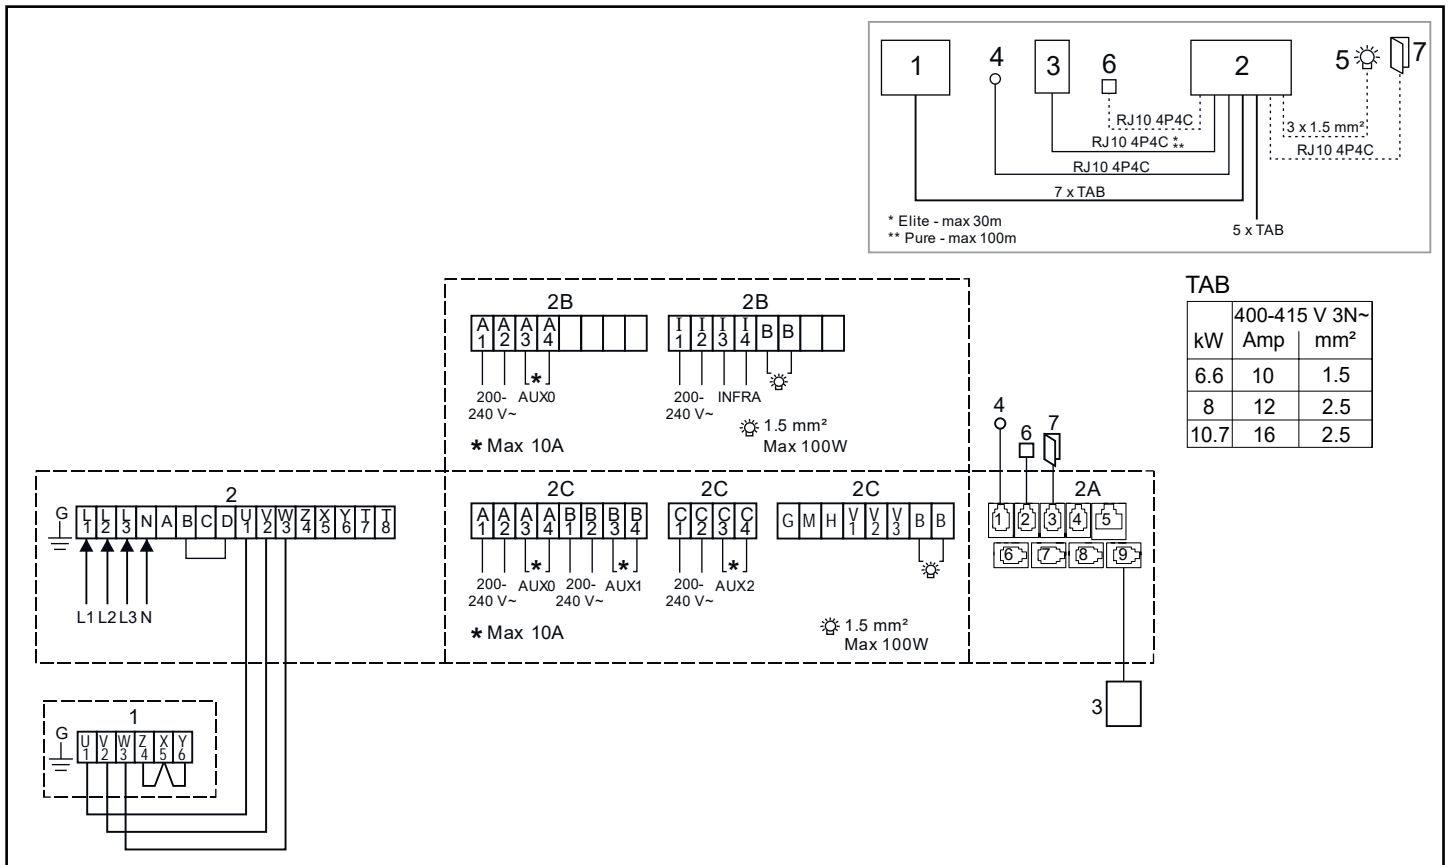 1 4 3 6 2 5 7
RJ10 4P4C
3 x 1.5 mm²
RJ10 4P4C *
**
RJ10 4P4C
RJ10 4P4C
7 x TAB
5 x TAB
* Elite - max 30m
** Pure - max 100m
TAB
400-415 V 3N~
kW Amp mm²
6.6 10 1.5
8 12 2.5
10.7 16 2.5
2B
A1 A2 A3 A4
200-240 V~
* AUX0
* Max 10A
2B
I1 I2 I3 I4 B B
200-240 V~
INFRA
1.5 mm²
Max 100W
2
G L1 L2 L3 N A B C D U1 V2 W3 Z4 X5 Y6 T7 T8
L1 L2 L3 N
2C
A1 A2 A3 A4 B1 B2 B3 B4
200-240 V~
* AUX0
200-240 V~
* AUX1
* Max 10A
2C
C1 C2 C3 C4
200-240 V~
* AUX2
2C
G M H V1 V2 V3 B B
1.5 mm²
Max 100W
4 6 7
2A
1 2 3 4 5
6 7 8 9
3
1
G U1 V2 W3 Z4 X5 Y6